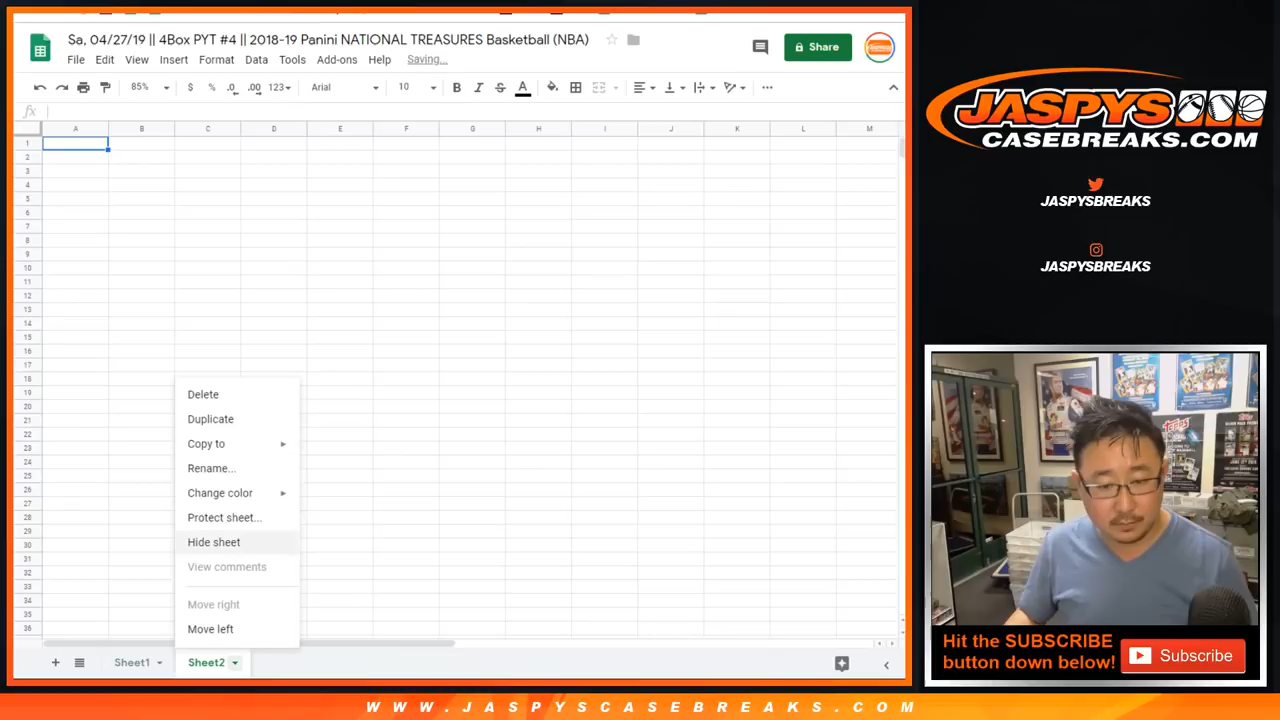 Sa, 04/27/19 || 4Box PYT #4 || 2018-19 Panini NATIONAL TREASURES Basketball (NBA)
File Edit View Insert Format Data Tools Add-ons Help Saving...
Share
85% $ % .0 .00 123 Arial 10 B I S A
fx
A B C D E F G H I J K L M
1
2
3
4
5
6
7
8
9
10
11
12
13
14
15
16
17
18
19
20
21
22
23
24
25
26
27
28
29
30
31
32
33
34
35
36
Delete
Duplicate
Copy to
Rename...
Change color
Protect sheet...
Hide sheet
View comments
Move right
Move left
Sheet1 Sheet2
JASPYS
CASEBREAKS.COM
JASPYSBREAKS
JASPYSBREAKS
topps
Hit the SUBSCRIBE
button down below!
Subscribe
WWW.JASPYSCASEBREAKS.COM